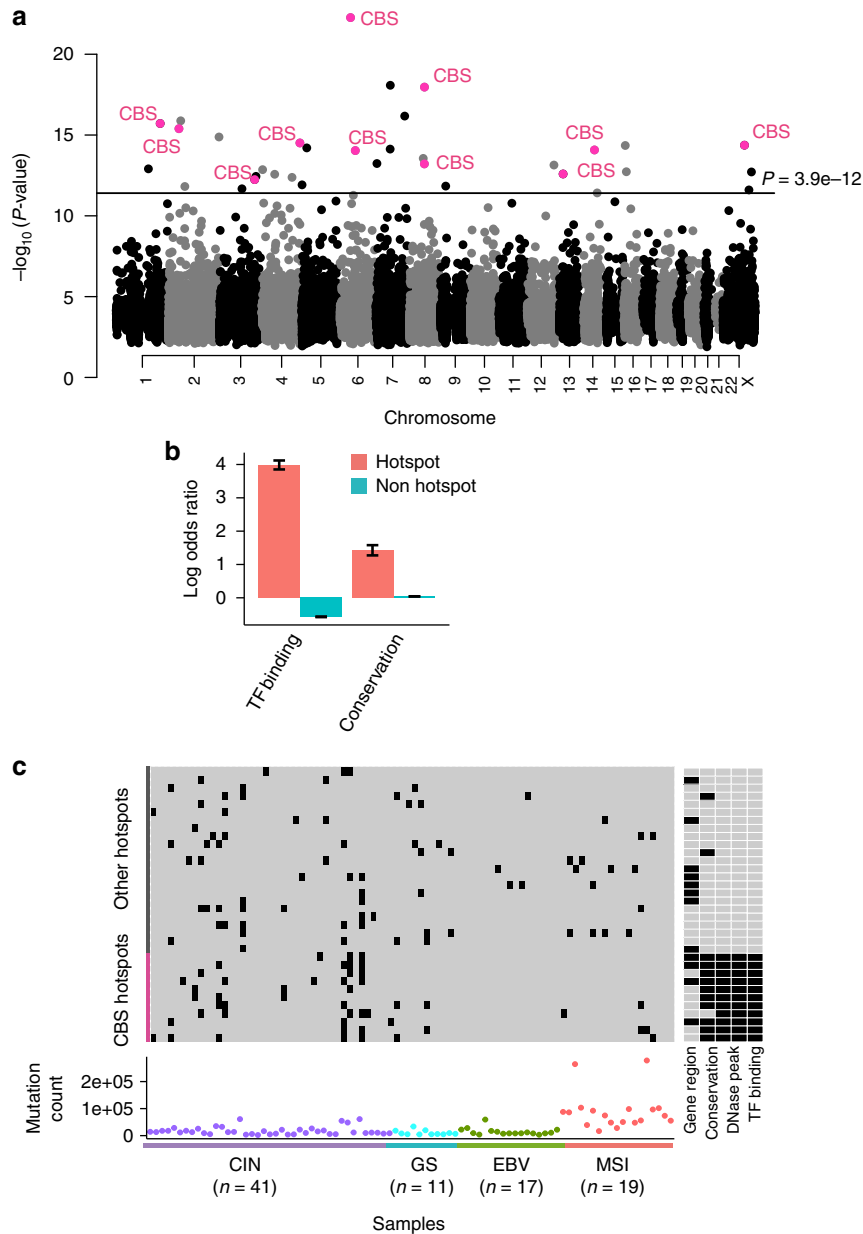 a
CBS
20
CBS
CBS
15
CBS
CBS
CBS
CBS
CBS
CBS
CBS
CBS
P = 3.9e–12
–log10 (P-value)
10
5
0
1 2 3 4 5 6 7 8 9 10 11 12 13 14 15 16 17 18 19 20 21 22 X
Chromosome
b
Hotspot
Non hotspot
Log odds ratio
4
3
2
1
0
TF binding
Conservation
c
Other hotspots
CBS hotspots
Gene region
Conservation
DNase peak
TF binding
Mutation count
2e+05
1e+05
0
CIN GS EBV MSI
(n = 41) (n = 11) (n = 17) (n = 19)
Samples